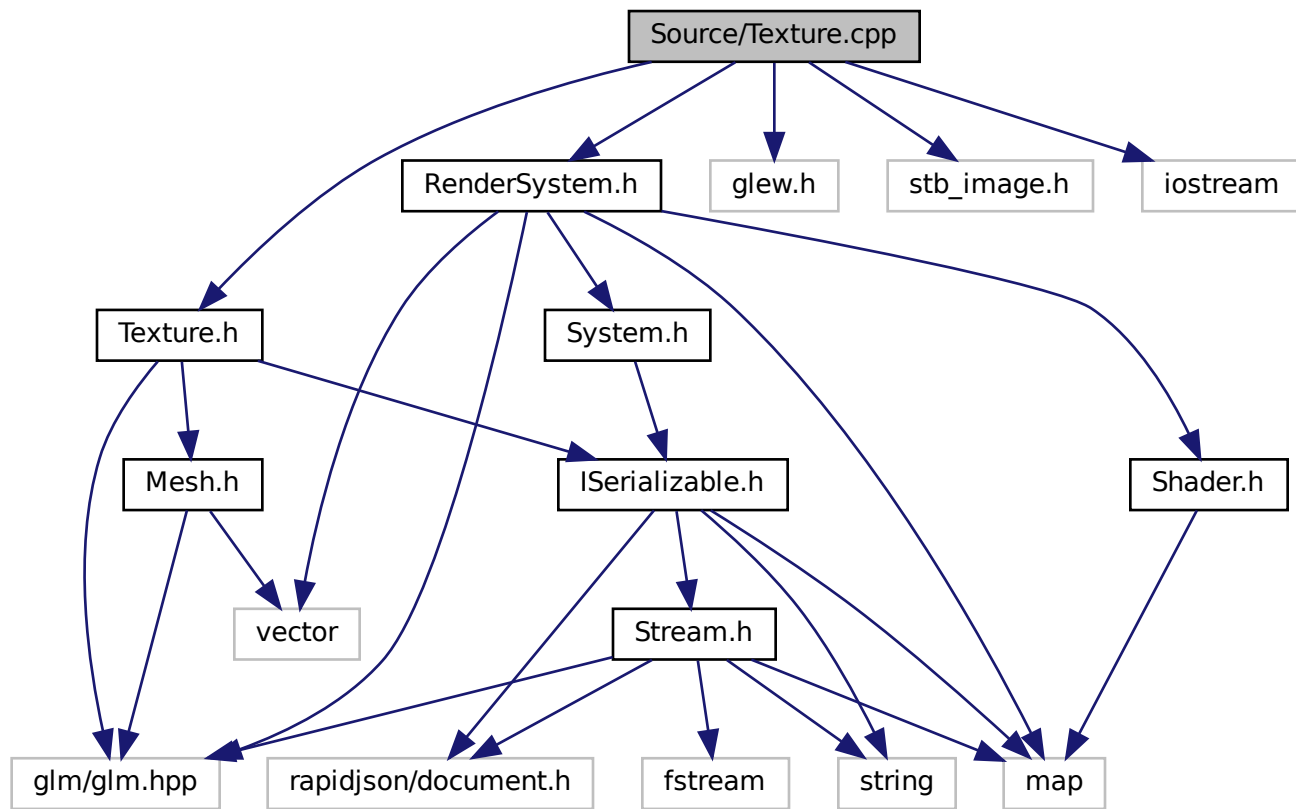 Source/Texture.cpp
RenderSystem.h
glew.h
stb_image.h
iostream
Texture.h
System.h
Mesh.h
ISerializable.h
Shader.h
vector
Stream.h
glm/glm.hpp
rapidjson/document.h
fstream
string
map